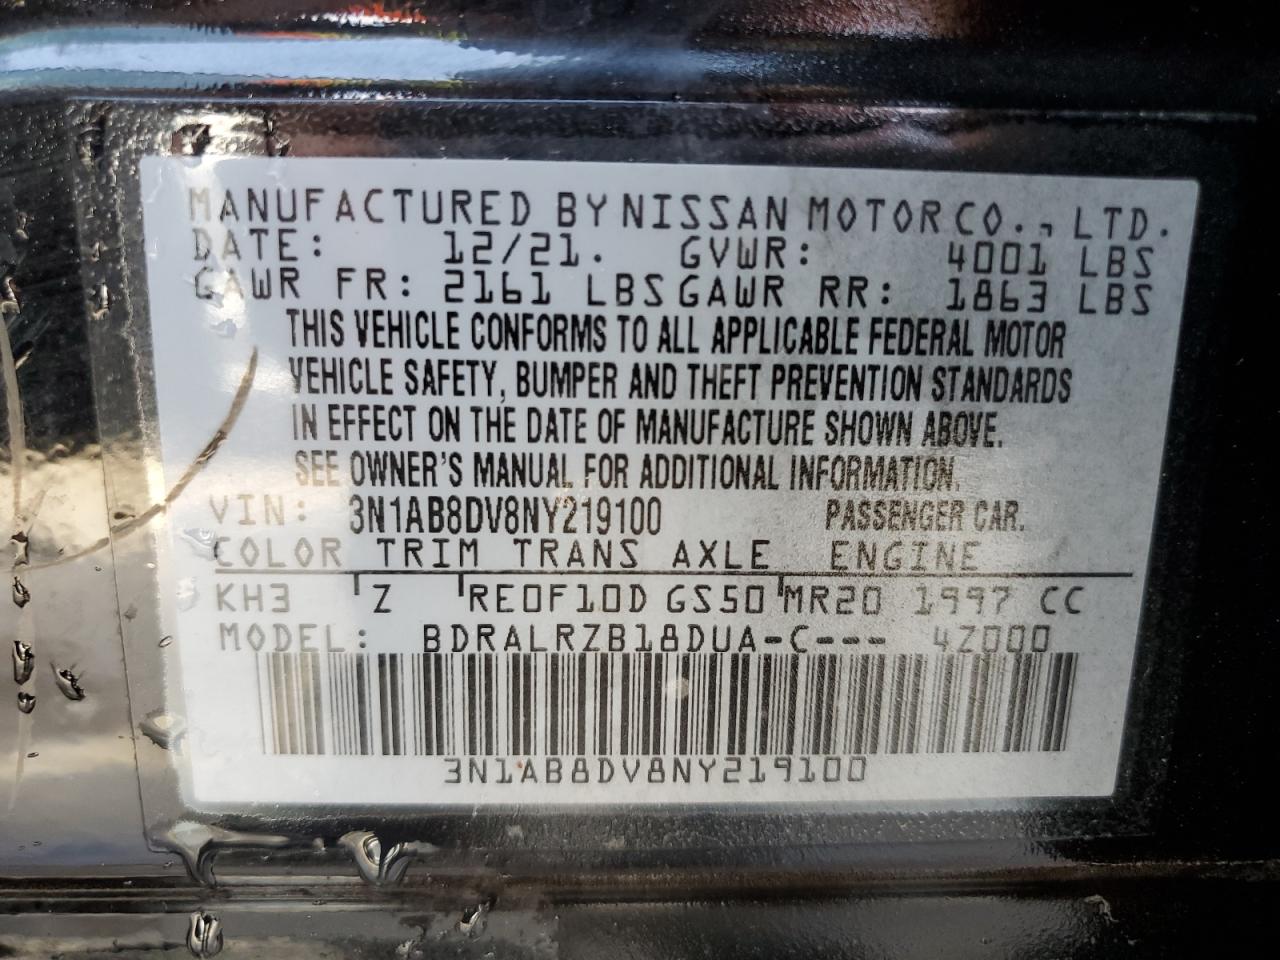 MANUFACTURED BY NISSAN MOTOR CO., LTD.
DATE: 12/21. GVWR: 4001 LBS
GAWR FR: 2161 LBS GAWR RR: 1863 LBS
THIS VEHICLE CONFORMS TO ALL APPLICABLE FEDERAL MOTOR
VEHICLE SAFETY, BUMPER AND THEFT PREVENTION STANDARDS
IN EFFECT ON THE DATE OF MANUFACTURE SHOWN ABOVE.
SEE OWNER'S MANUAL FOR ADDITIONAL INFORMATION.
VIN: 3N1AB8DV8NY219100 PASSENGER CAR.
COLOR TRIM TRANS AXLE ENGINE
KH3 Z RE0F10D GS50 MR20 1997 CC
MODEL: BDRALRZB18DUA-C--- 4Z000
3N1AB8DV8NY219100